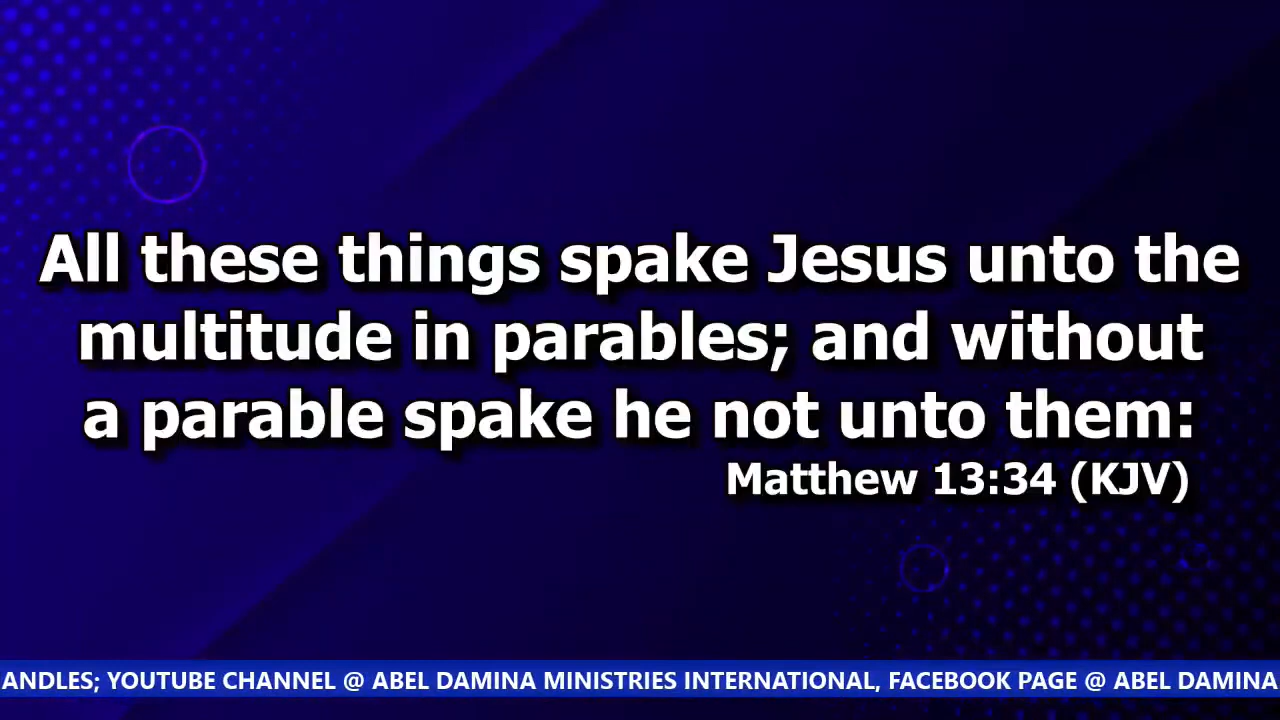 All these things spake Jesus unto the
multitude in parables; and without
a parable spake he not unto them:
Matthew 13:34 (KJV)
ANDLES; YOUTUBE CHANNEL @ ABEL DAMINA MINISTRIES INTERNATIONAL, FACEBOOK PAGE @ ABEL DAMINA